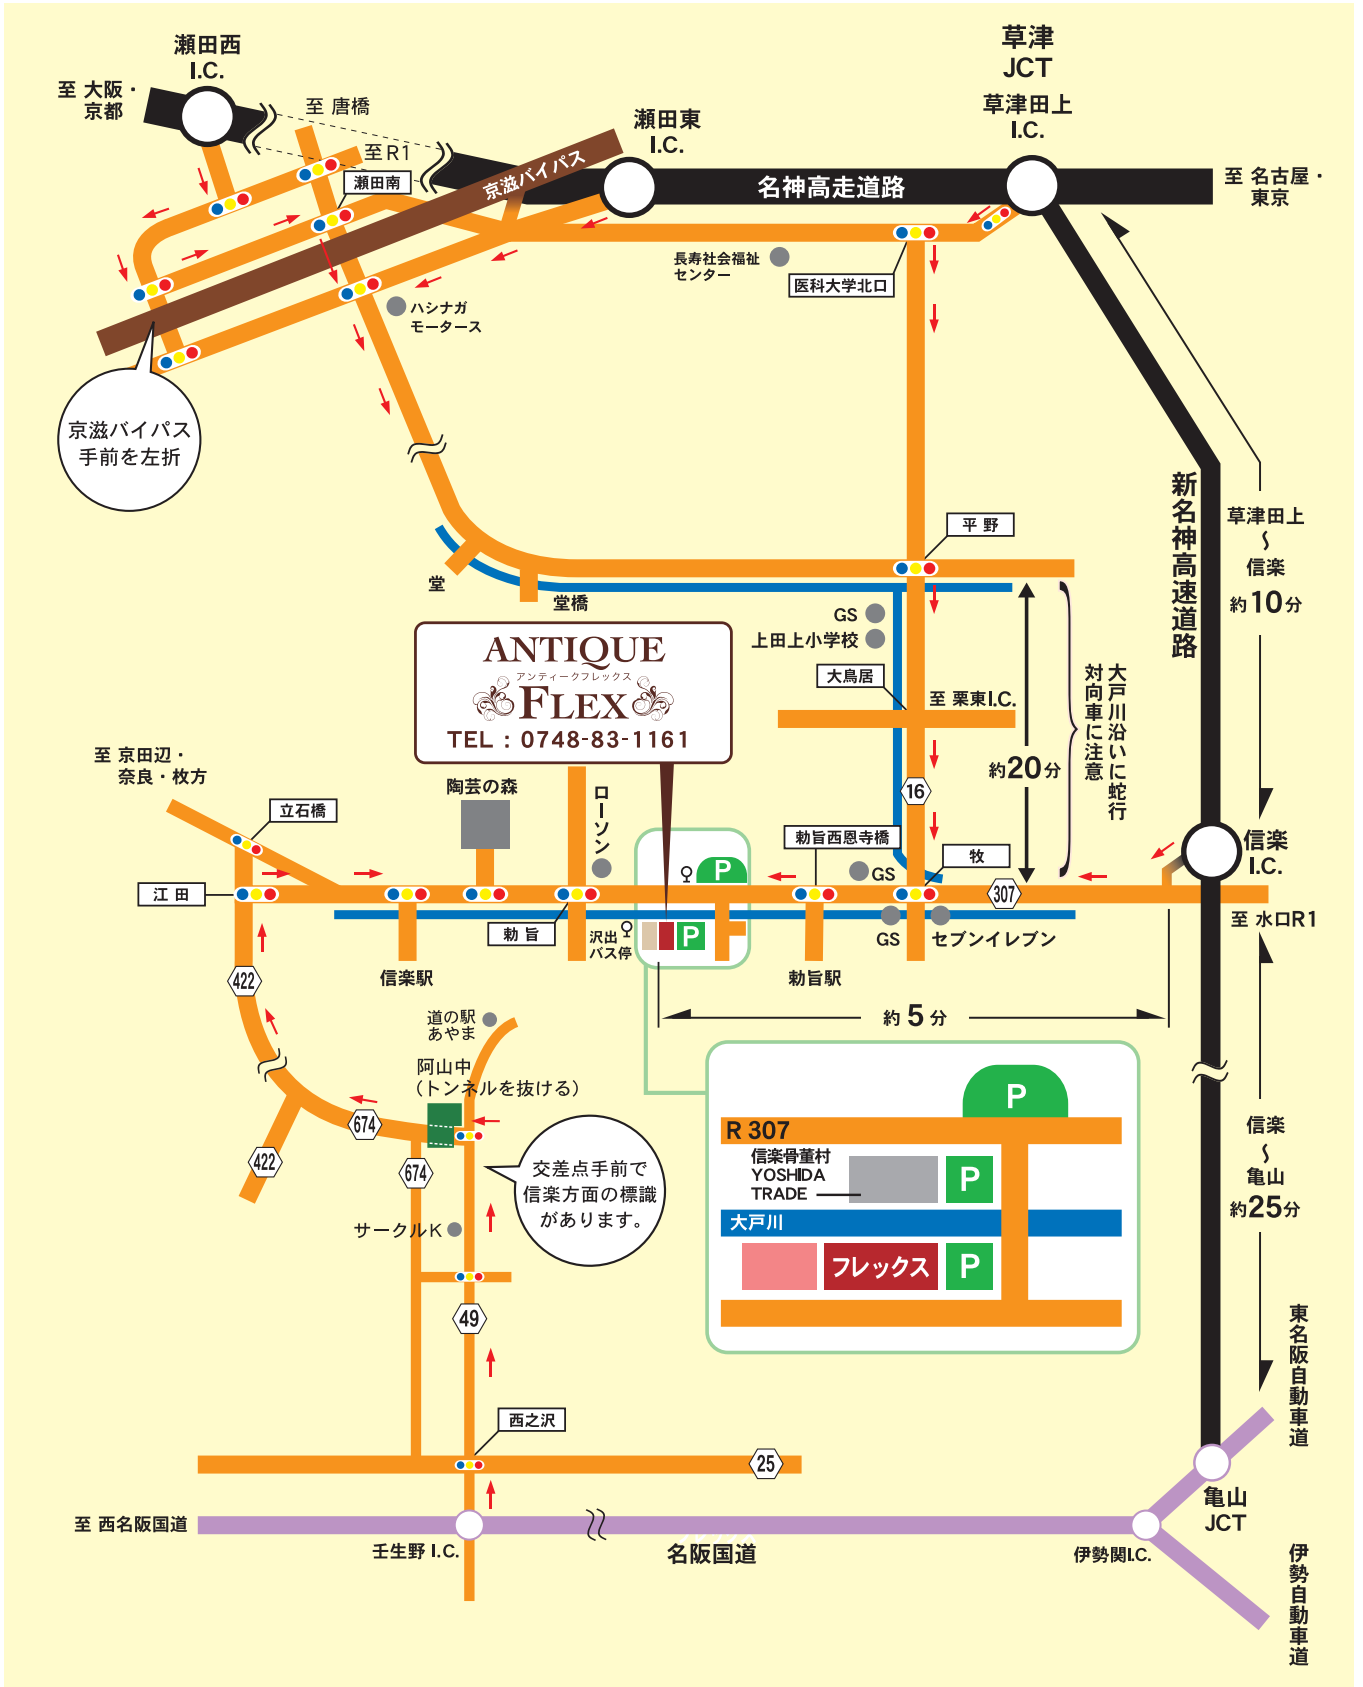 瀬田西
I.C.
至 大阪・
京都
至 唐橋
至R1
瀬田南
京滋バイパス
瀬田東
I.C.
名神高走道路
草津
JCT
草津田上
I.C.
至 名古屋・
東京
長寿社会福祉
センター
医科大学北口
ハシナガ
モータース
京滋バイパス
手前を左折
新名神高速道路
草津田上
〜
信楽
約10分
平 野
堂
堂橋
GS
上田上小学校
大鳥居
至 栗東I.C.
大戸川沿いに蛇行
対向車に注意
約20分
16
ANTIQUE
アンティークフレックス
FLEX
TEL : 0748-83-1161
至 京田辺・
奈良・枚方
立石橋
陶芸の森
ローソン
P
勅旨西恩寺橋
GS
牧
307
信楽
I.C.
至 水口R1
江 田
勅 旨
沢出
バス停
P
GS
セブンイレブン
信楽駅
勅旨駅
422
約 5 分
道の駅
あやま
阿山中
(トンネルを抜ける)
674
422
674
交差点手前で
信楽方面の標識
があります。
サークルK
49
P
R 307
信楽骨董村
YOSHIDA
TRADE
P
大戸川
フレックス
P
信楽
〜
亀山
約25分
東名阪自動車道
西之沢
25
至 西名阪国道
壬生野 I.C.
名阪国道
伊勢関I.C.
亀山
JCT
伊勢自動車道